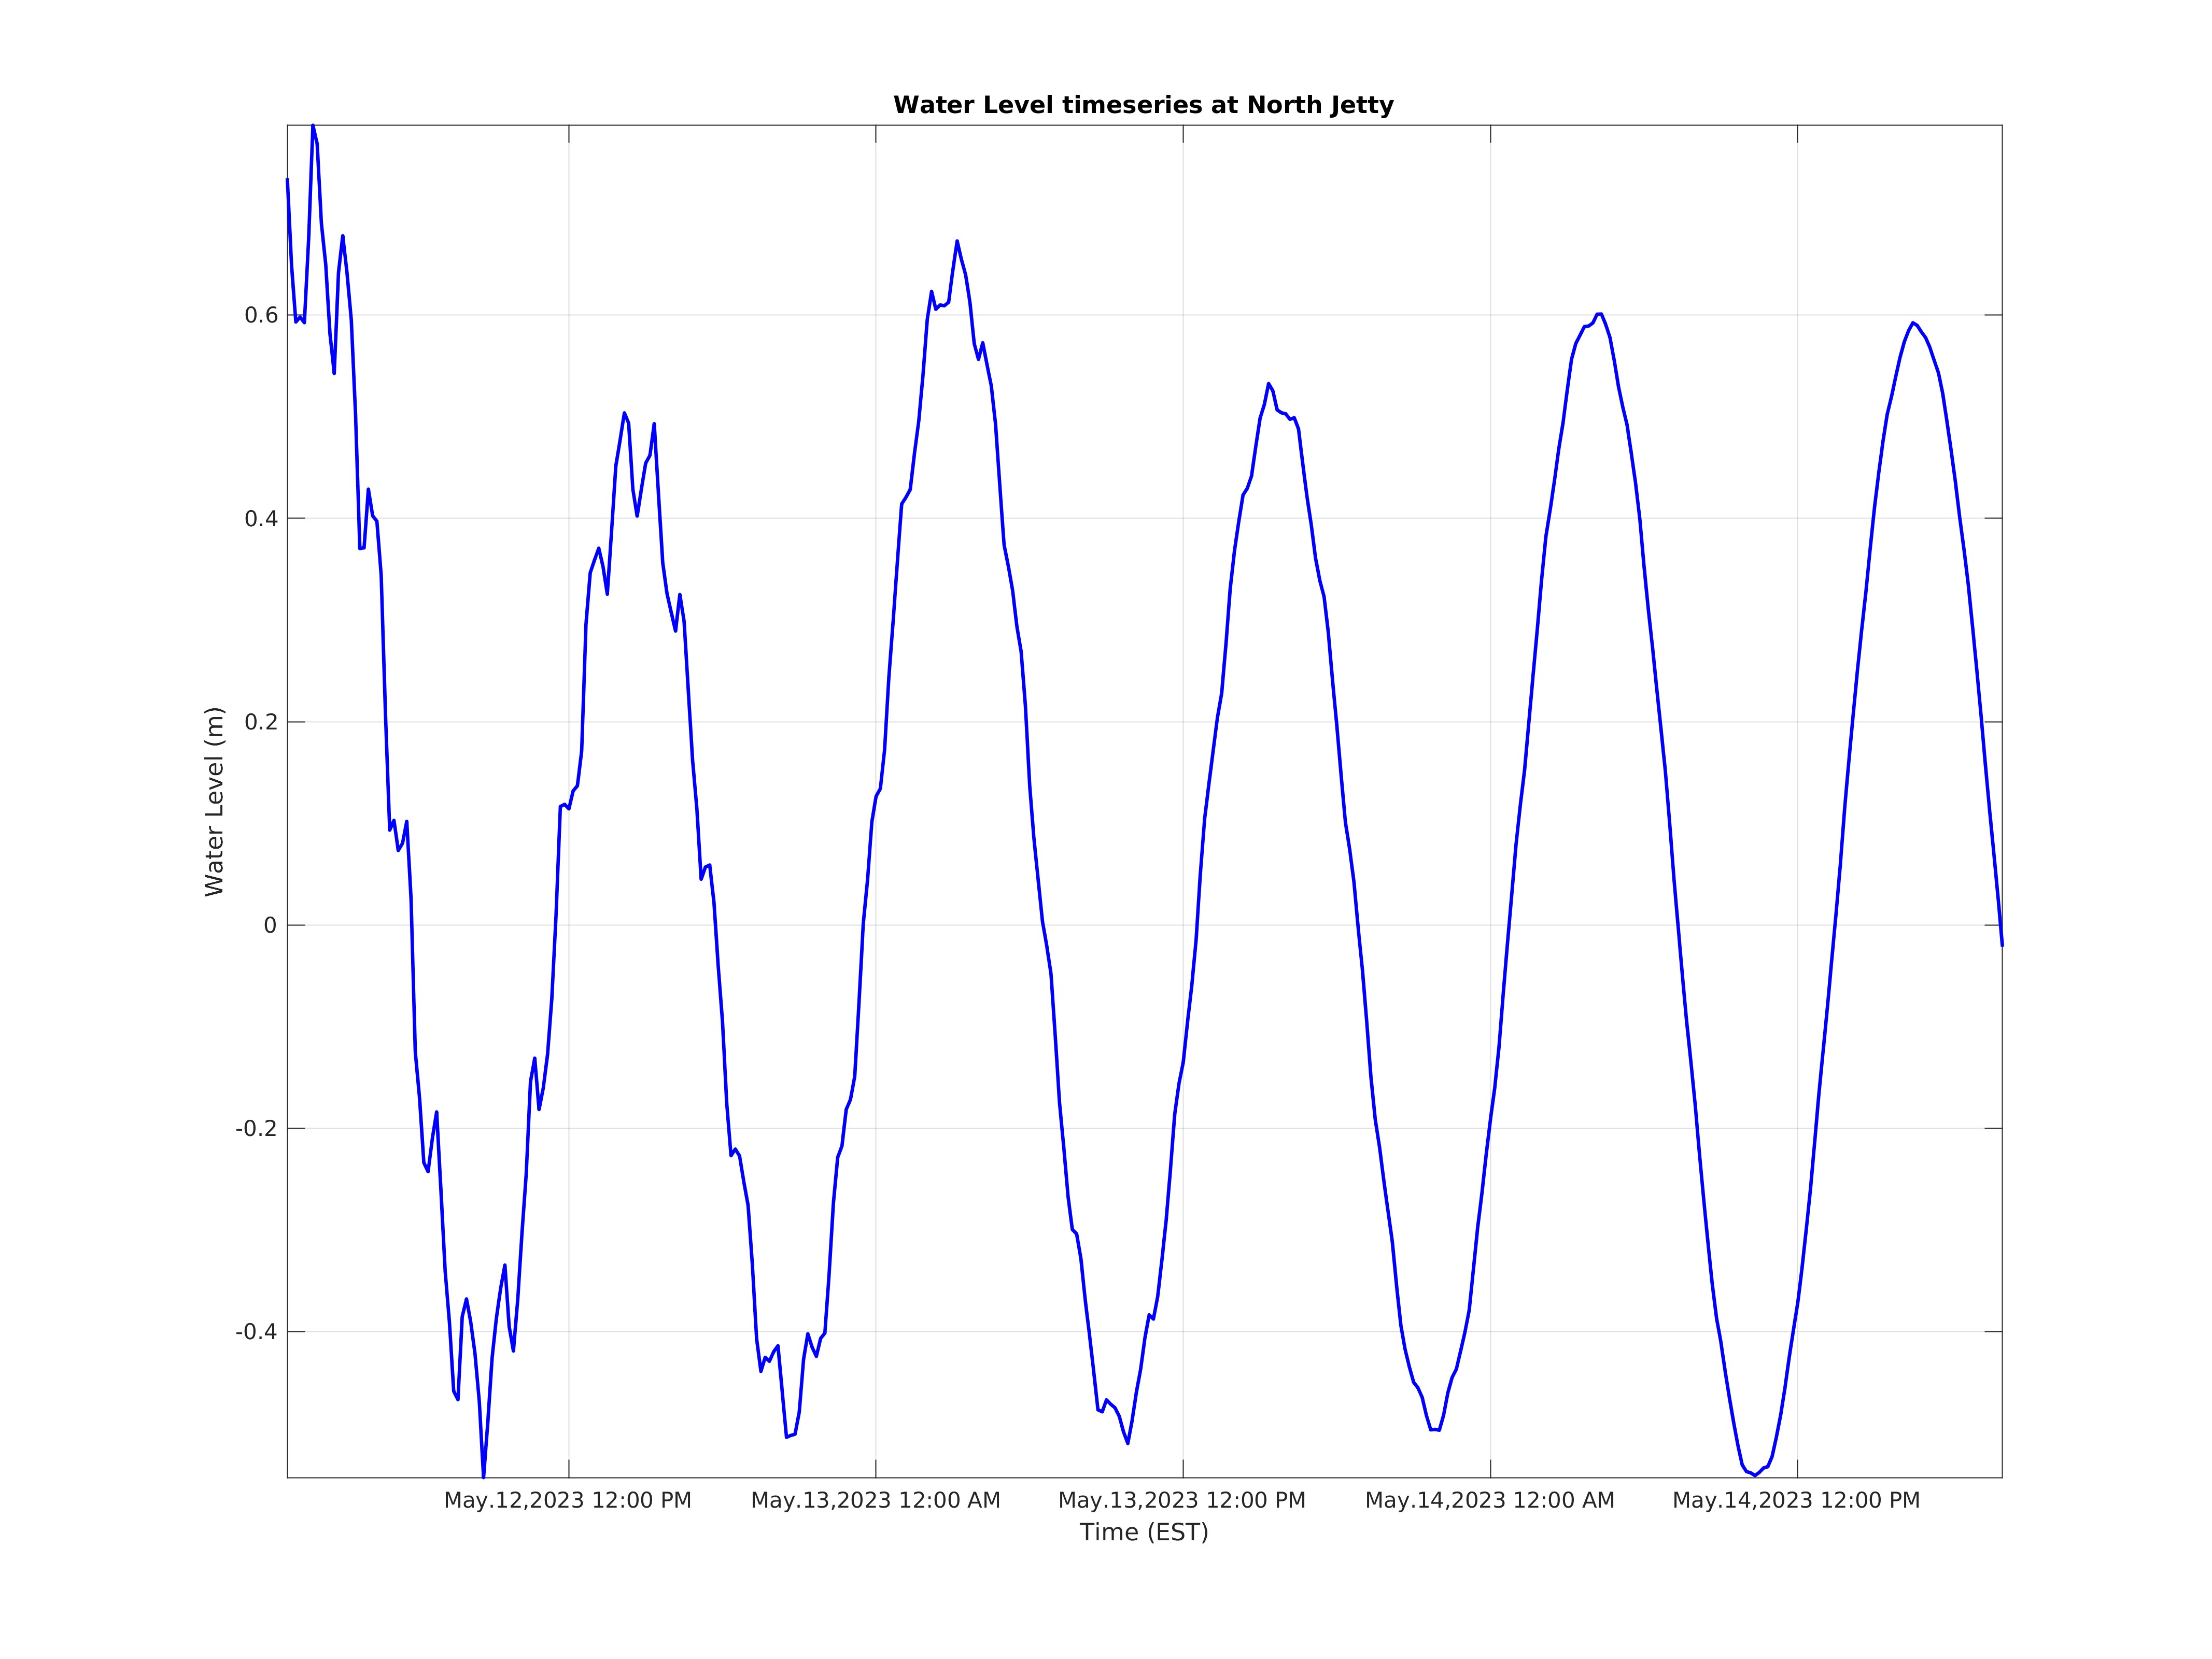 Water Level timeseries at North Jetty
0.6
0.4
0.2
0
-0.2
-0.4
Water Level (m)
May.12,2023 12:00 PM
May.13,2023 12:00 AM
May.13,2023 12:00 PM
May.14,2023 12:00 AM
May.14,2023 12:00 PM
Time (EST)